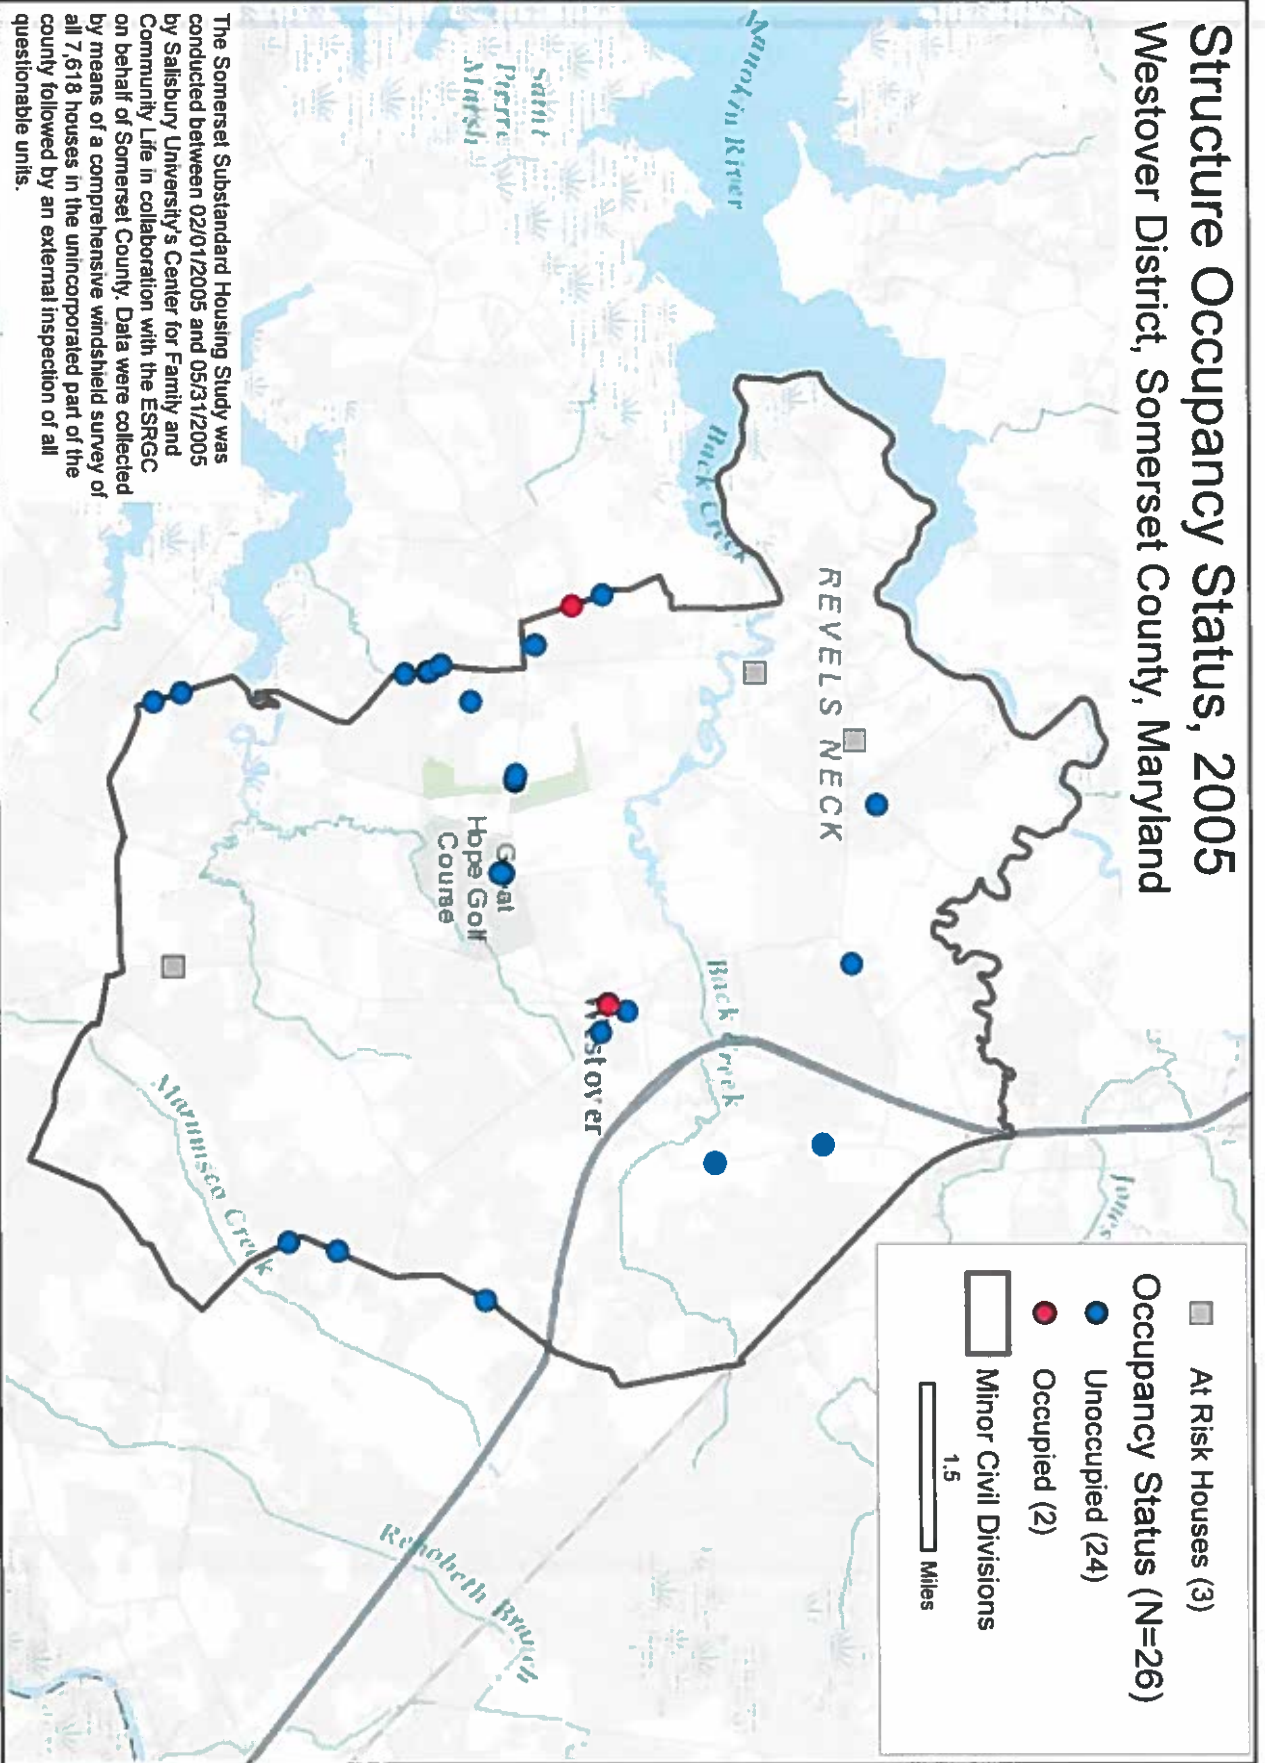 Structure Occupancy Status, 2005
Westover District, Somerset County, Maryland
At Risk Houses (3)
Occupancy Status (N=26)
Unoccupied (24)
Occupied (2)
Minor Civil Divisions
1.5
Miles
Manokin River
Saint
Pierre
Marsh
Back Creek
REVELS NECK
Back Creek
Jones
Hope Golf
Course
Marumsco Creek
Rehobeth Branch
The Somerset Substandard Housing Study was
conducted between 02/01/2005 and 05/31/2005
by Salisbury University's Center for Family and
Community Life in collaboration with the ESRGC
on behalf of Somerset County. Data were collected
by means of a comprehensive windshield survey of
all 7,618 houses in the unincorporated part of the
county followed by an external inspection of all
questionable units.